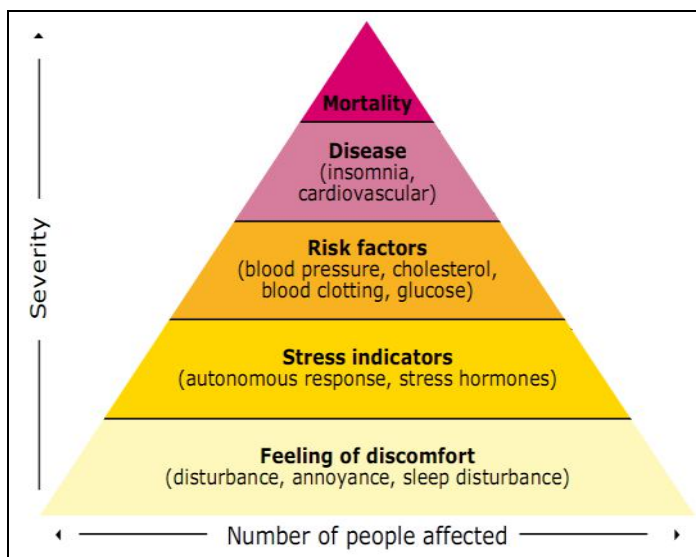 Mortality
Disease
(insomnia,
cardiovascular)
Risk factors
(blood pressure, cholesterol,
blood clotting, glucose)
Stress indicators
(autonomous response, stress hormones)
Feeling of discomfort
(disturbance, annoyance, sleep disturbance)
Severity
Number of people affected